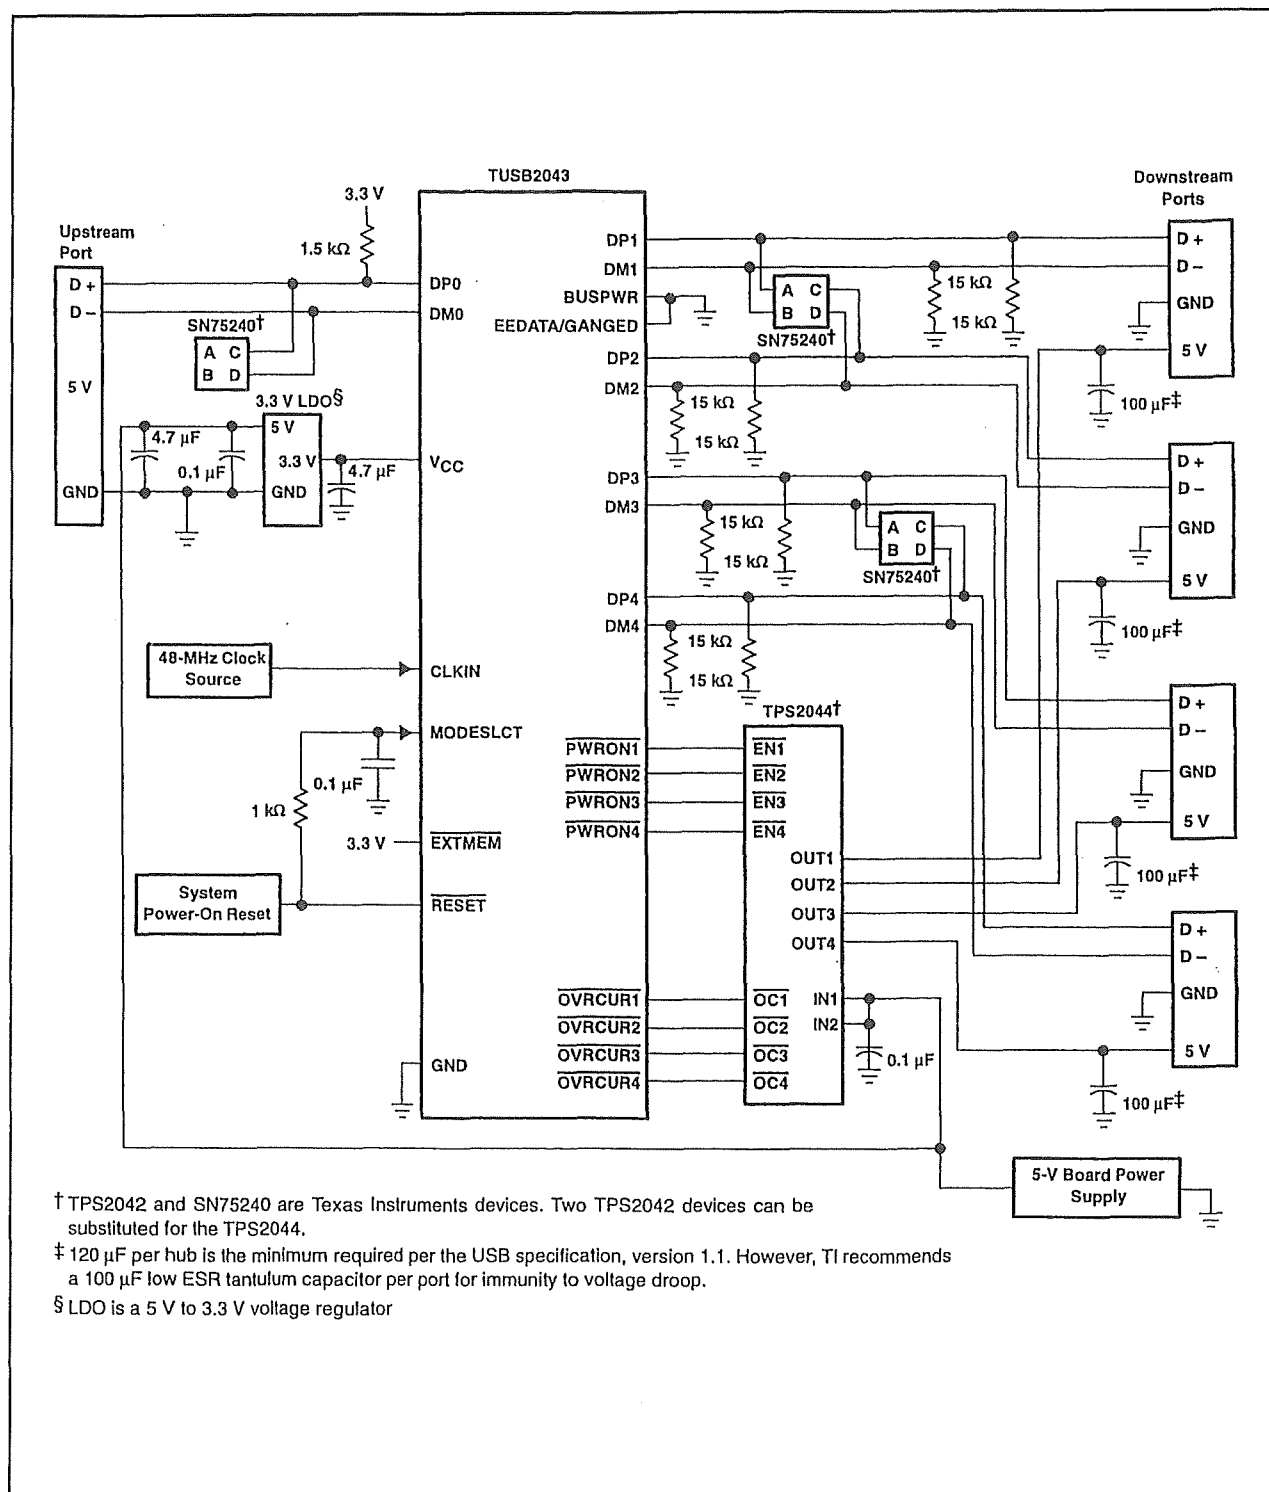 TUSB2043
Downstream
Ports
3.3 V
Upstream
Port
1.5 kΩ
D +
D –
5 V
GND
SN75240†
A C
B D
3.3 V LDO§
5 V
3.3 V
GND
4.7 µF
0.1 µF
4.7 µF
48-MHz Clock
Source
0.1 µF
1 kΩ
3.3 V
System
Power-On Reset
DP0
DM0
VCC
CLKIN
MODESLCT
EXTMEM
RESET
GND
DP1
DM1
BUSPWR
EEDATA/GANGED
DP2
DM2
DP3
DM3
DP4
DM4
PWRON1
PWRON2
PWRON3
PWRON4
OVRCUR1
OVRCUR2
OVRCUR3
OVRCUR4
A C
B D
SN75240†
15 kΩ
15 kΩ
15 kΩ
15 kΩ
15 kΩ
15 kΩ
A C
B D
SN75240†
15 kΩ
15 kΩ
TPS2044†
EN1
EN2
EN3
EN4
OUT1
OUT2
OUT3
OUT4
OC1
OC2
OC3
OC4
IN1
IN2
0.1 µF
D +
D –
GND
5 V
100 µF‡
D +
D –
GND
5 V
100 µF‡
D +
D –
GND
5 V
100 µF‡
D +
D –
GND
5 V
100 µF‡
5-V Board Power
Supply
† TPS2042 and SN75240 are Texas Instruments devices. Two TPS2042 devices can be
substituted for the TPS2044.
‡ 120 µF per hub is the minimum required per the USB specification, version 1.1. However, TI recommends
a 100 µF low ESR tantulum capacitor per port for immunity to voltage droop.
§ LDO is a 5 V to 3.3 V voltage regulator